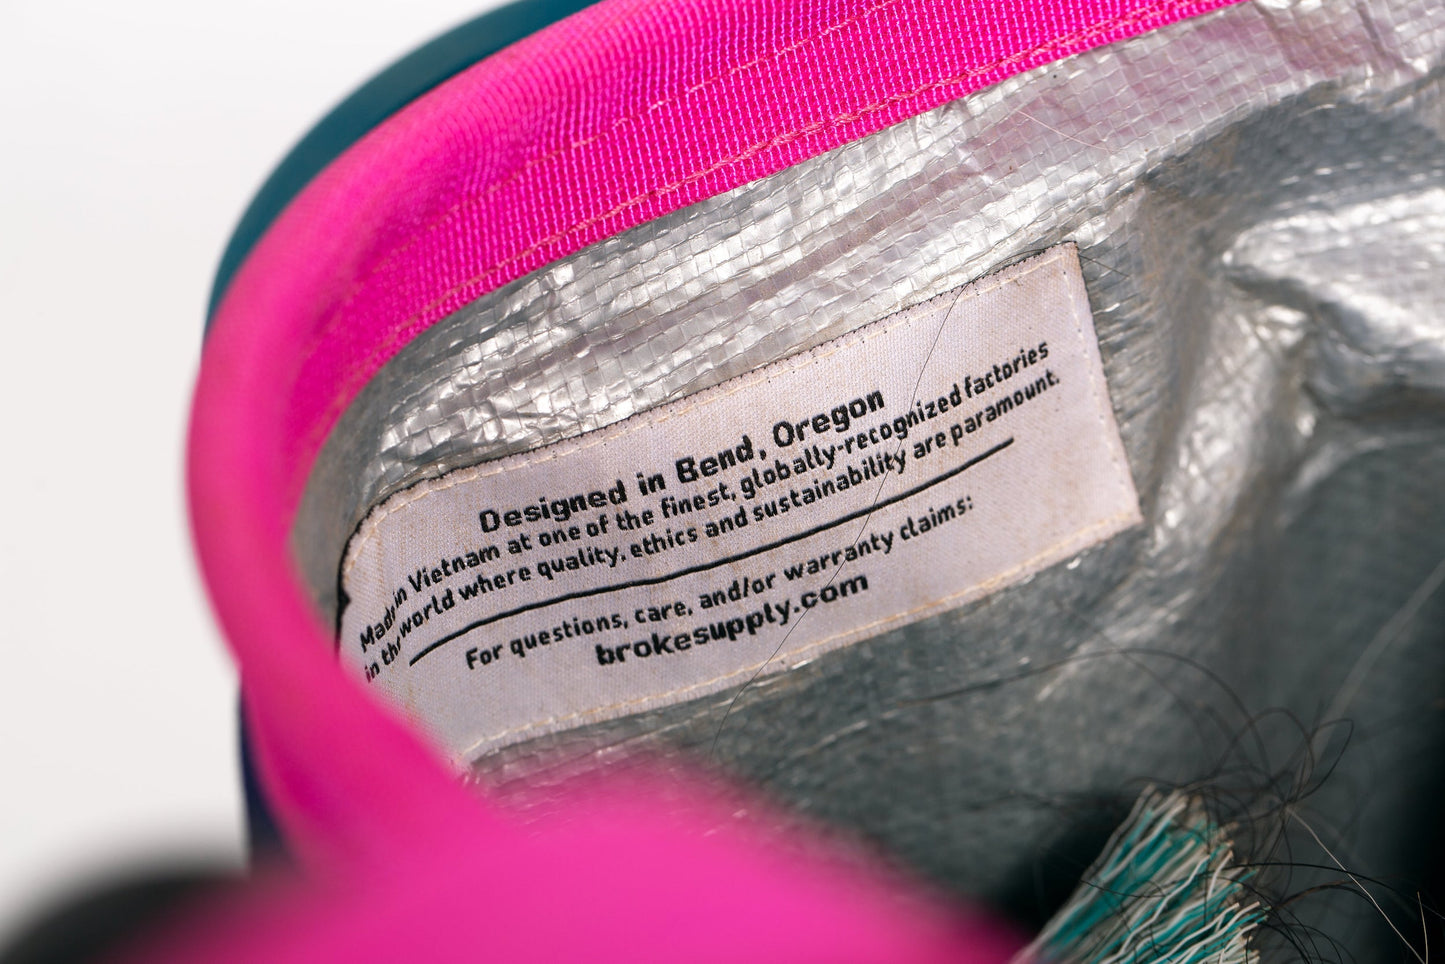 Designed in Bend, Oregon
Made in Vietnam at one of the finest, globally-recognized factories
in the world where quality, ethics and sustainability are paramount.
For questions, care, and/or warranty claims:
brokesupply.com